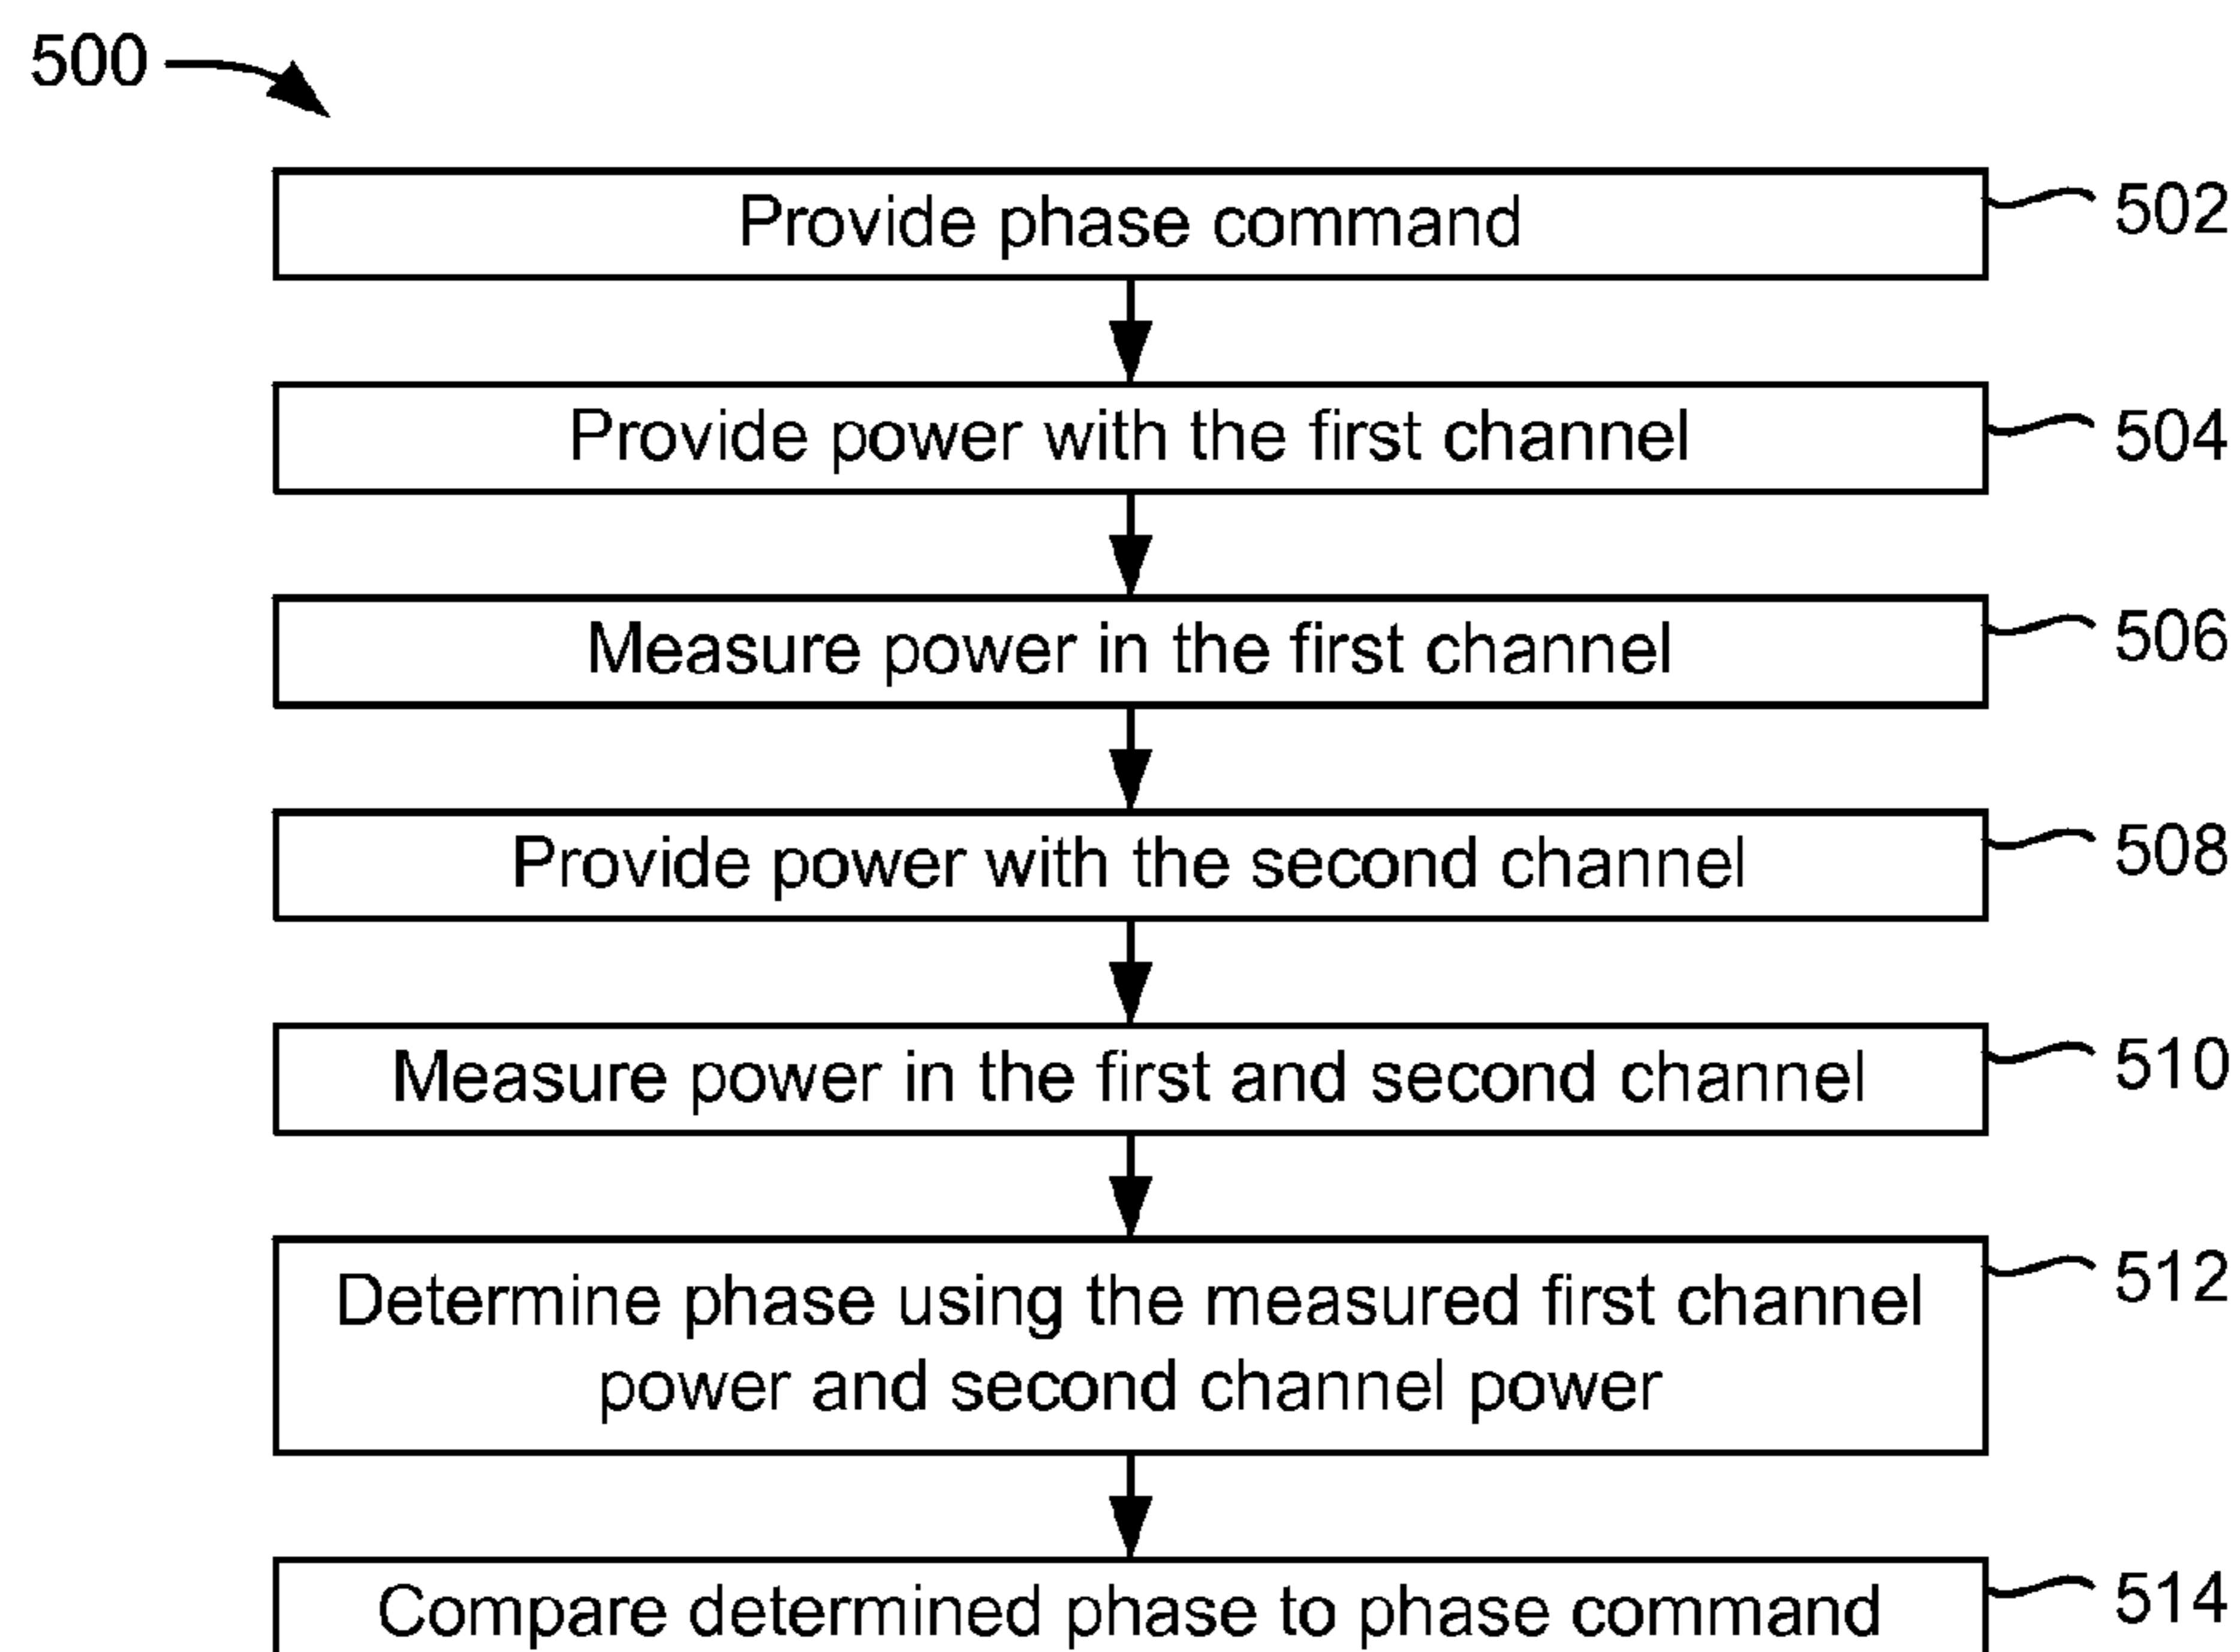 500
Provide phase command
502
Provide power with the first channel
504
Measure power in the first channel
506
Provide power with the second channel
508
Measure power in the first and second channel
510
Determine phase using the measured first channel
power and second channel power
512
Compare determined phase to phase command
514